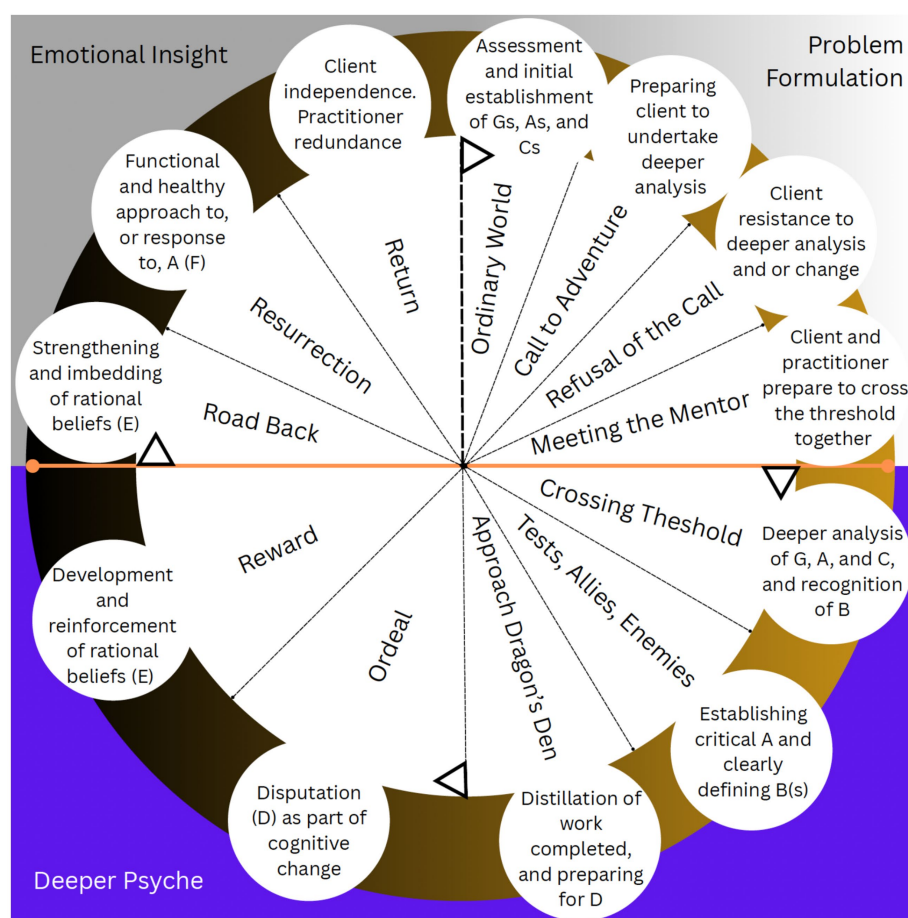 Emotional Insight
Problem
Formulation
Assessment
and initial
establishment
of Gs, As, and
Cs
Preparing
client to
undertake
deeper
analysis
Client
resistance to
deeper analysis
and or change
Client and
practitioner
prepare to cross
the threshold
together
Deeper analysis
of G, A, and C,
and recognition
of B
Establishing
critical A and
clearly
defining B(s)
Distillation of
work
completed,
and preparing
for D
Disputation
(D) as part of
cognitive
change
Development
and
reinforcement
of rational
beliefs (E)
Strengthening
and imbedding
of rational
beliefs (E)
Functional
and healthy
approach to,
or response
to, A (F)
Client
independence.
Practitioner
redundance
Ordinary World
Call to Adventure
Refusal of the Call
Meeting the Mentor
Crossing Theshold
Tests, Allies, Enemies
Approach Dragon's Den
Ordeal
Reward
Road Back
Resurrection
Return
Deeper Psyche